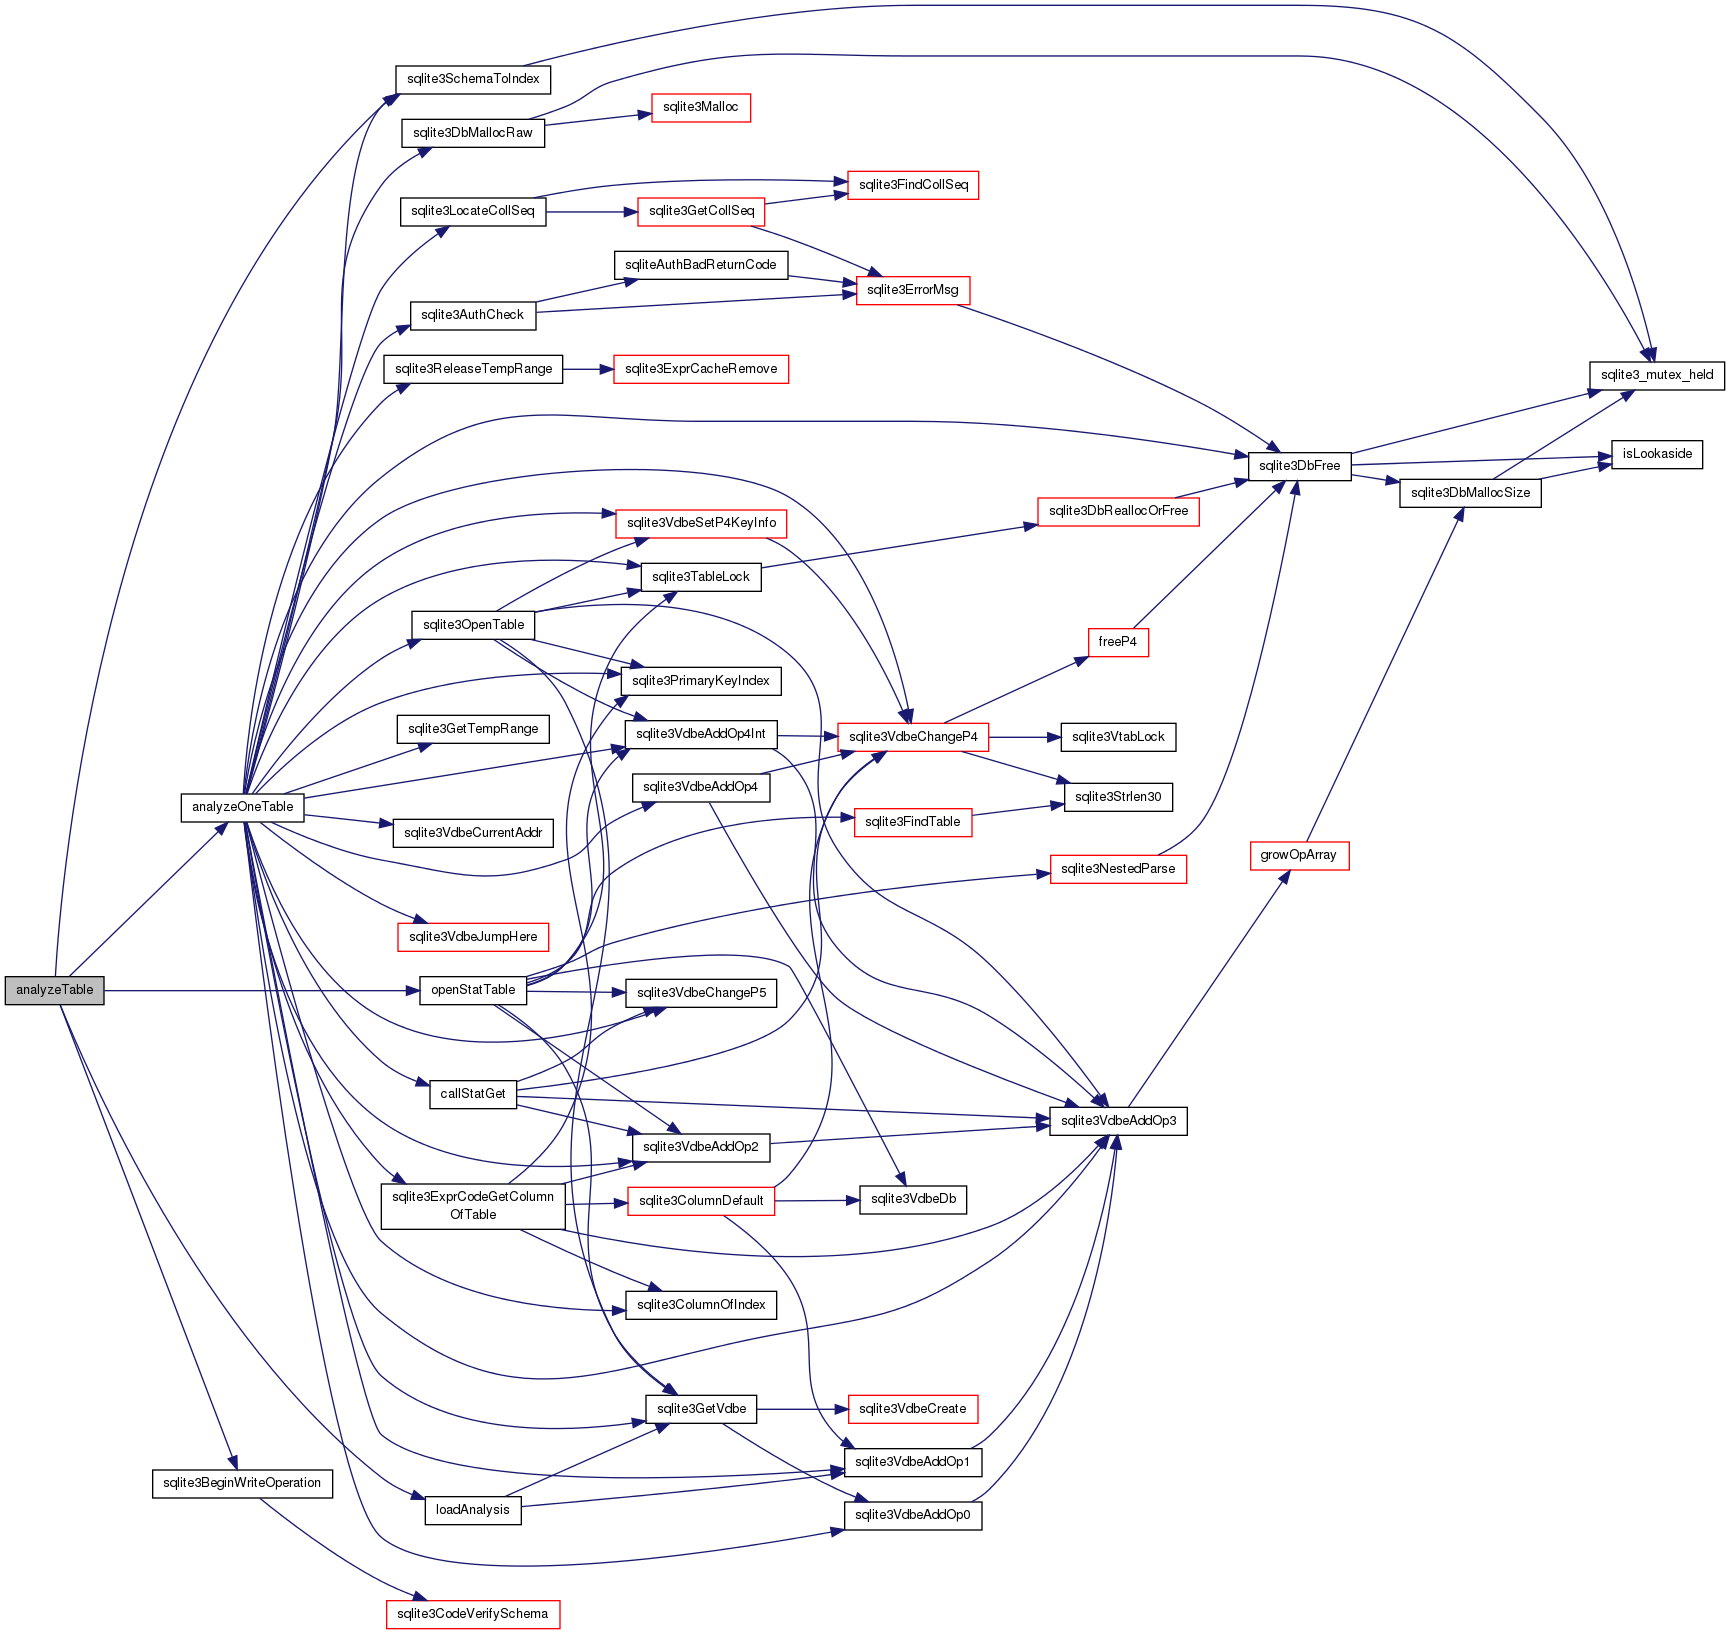 sqlite3SchemaToIndex
sqlite3Malloc
sqlite3DbMallocRaw
sqlite3FindCollSeq
sqlite3LocateCollSeq
sqlite3GetCollSeq
sqliteAuthBadReturnCode
sqlite3ErrorMsg
sqlite3AuthCheck
sqlite3ReleaseTempRange
sqlite3ExprCacheRemove
sqlite3_mutex_held
isLookaside
sqlite3DbFree
sqlite3DbMallocSize
sqlite3DbReallocOrFree
sqlite3VdbeSetP4KeyInfo
sqlite3TableLock
sqlite3OpenTable
freeP4
sqlite3PrimaryKeyIndex
sqlite3GetTempRange
sqlite3VdbeAddOp4Int
sqlite3VdbeChangeP4
sqlite3VtabLock
sqlite3VdbeAddOp4
sqlite3Strlen30
analyzeOneTable
sqlite3FindTable
sqlite3VdbeCurrentAddr
growOpArray
sqlite3NestedParse
sqlite3VdbeJumpHere
analyzeTable
openStatTable
sqlite3VdbeChangeP5
callStatGet
sqlite3VdbeAddOp3
sqlite3VdbeAddOp2
sqlite3ExprCodeGetColumn
OfTable
sqlite3ColumnDefault
sqlite3VdbeDb
sqlite3ColumnOfIndex
sqlite3GetVdbe
sqlite3VdbeCreate
sqlite3VdbeAddOp1
sqlite3BeginWriteOperation
loadAnalysis
sqlite3VdbeAddOp0
sqlite3CodeVerifySchema